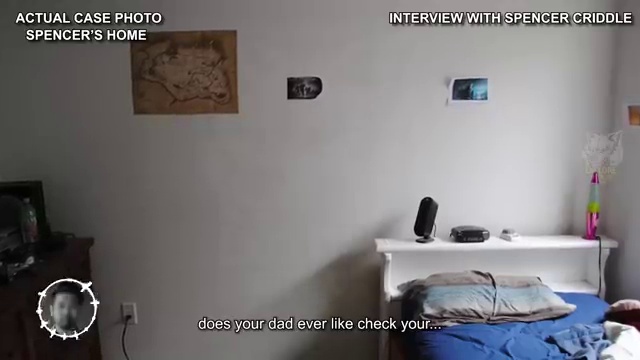 ACTUAL CASE PHOTO
SPENCER'S HOME
INTERVIEW WITH SPENCER CRIDDLE
does your dad ever like check your...